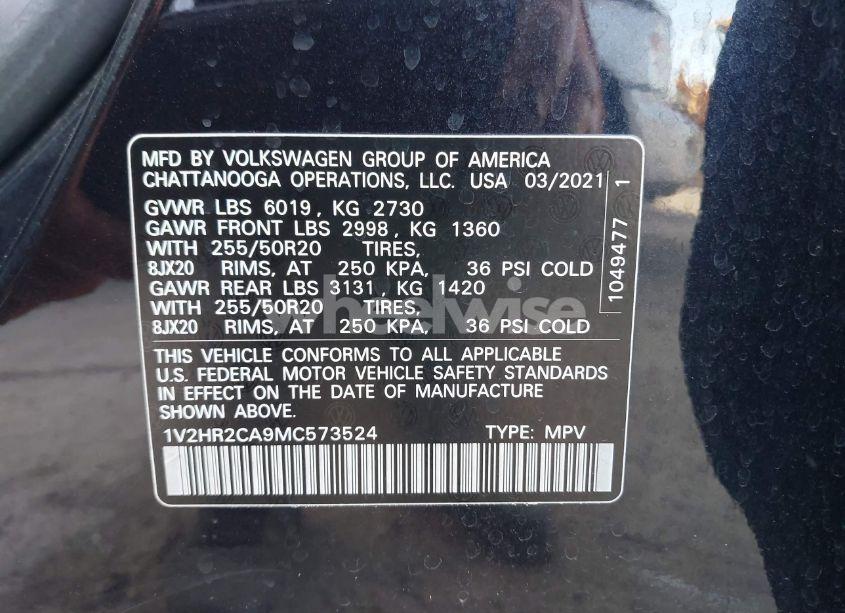 MFD BY VOLKSWAGEN GROUP OF AMERICA
CHATTANOOGA OPERATIONS, LLC. USA 03/2021
GVWR LBS 6019, KG 2730
GAWR FRONT LBS 2998, KG 1360
WITH 255/50R20 TIRES,
8JX20 RIMS, AT 250 KPA, 36 PSI COLD
GAWR REAR LBS 3131, KG 1420
WITH 255/50R20 TIRES,
8JX20 RIMS, AT 250 KPA, 36 PSI COLD
1049477 1
THIS VEHICLE CONFORMS TO ALL APPLICABLE
U.S. FEDERAL MOTOR VEHICLE SAFETY STANDARDS
IN EFFECT ON THE DATE OF MANUFACTURE
SHOWN ABOVE.
1V2HR2CA9MC573524 TYPE: MPV
wheelwise